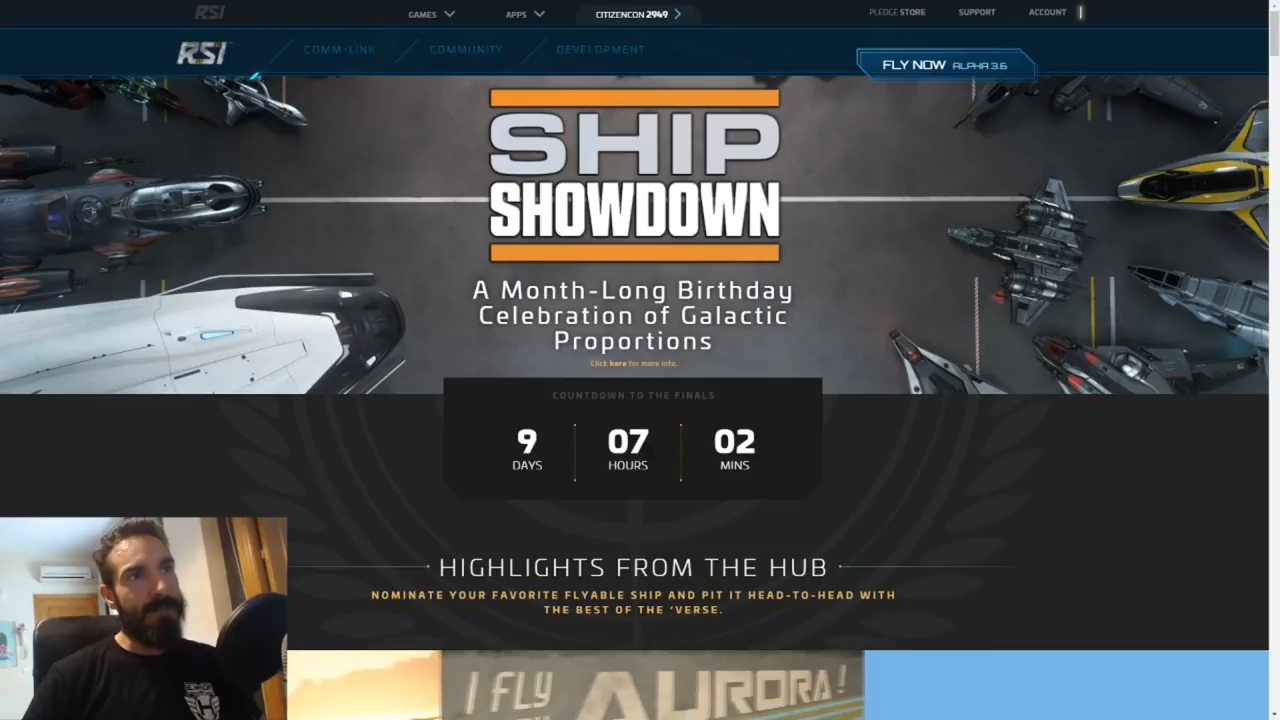 RSI
GAMES
APPS
CITIZENCON 2949
PLEDGE STORE
SUPPORT
ACCOUNT
RSI
COMM-LINK
COMMUNITY
DEVELOPMENT
FLY NOW ALPHA 3.6
SHIP
SHOWDOWN
A Month-Long Birthday
Celebration of Galactic
Proportions
Click here for more info.
COUNTDOWN TO THE FINALS
9 07 02
DAYS HOURS MINS
HIGHLIGHTS FROM THE HUB
NOMINATE YOUR FAVORITE FLYABLE SHIP AND PIT IT HEAD-TO-HEAD WITH
THE BEST OF THE 'VERSE.
I FLY
AURORA!